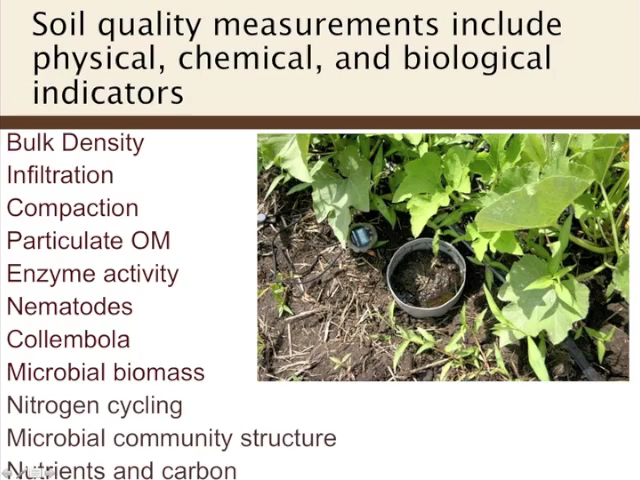 Soil quality measurements include
physical, chemical, and biological
indicators
Bulk Density
Infiltration
Compaction
Particulate OM
Enzyme activity
Nematodes
Collembola
Microbial biomass
Nitrogen cycling
Microbial community structure
Nutrients and carbon